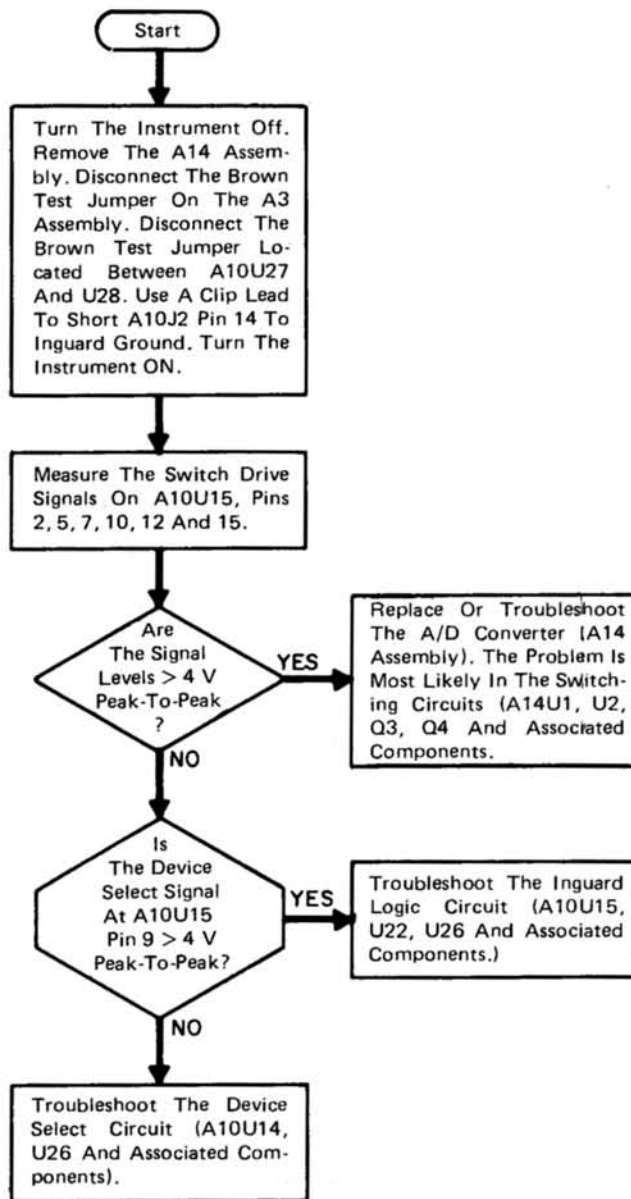 Start
Turn The Instrument Off.
Remove The A14 Assem-
bly. Disconnect The Brown
Test Jumper On The A3
Assembly. Disconnect The
Brown Test Jumper Lo-
cated Between A10U27
And U28. Use A Clip Lead
To Short A10J2 Pin 14 To
Inguard Ground. Turn The
Instrument ON.
Measure The Switch Drive
Signals On A10U15, Pins
2, 5, 7, 10, 12 And 15.
Are
The Signal
Levels > 4 V
Peak-To-Peak
?
YES
Replace Or Troubleshoot
The A/D Converter (A14
Assembly). The Problem Is
Most Likely In The Switch-
ing Circuits (A14U1, U2,
Q3, Q4 And Associated
Components.
NO
Is
The Device
Select Signal
At A10U15
Pin 9 > 4 V
Peak-To-Peak?
YES
Troubleshoot The Inguard
Logic Circuit (A10U15,
U22, U26 And Associated
Components.)
NO
Troubleshoot The Device
Select Circuit (A10U14,
U26 And Associated Com-
ponents).